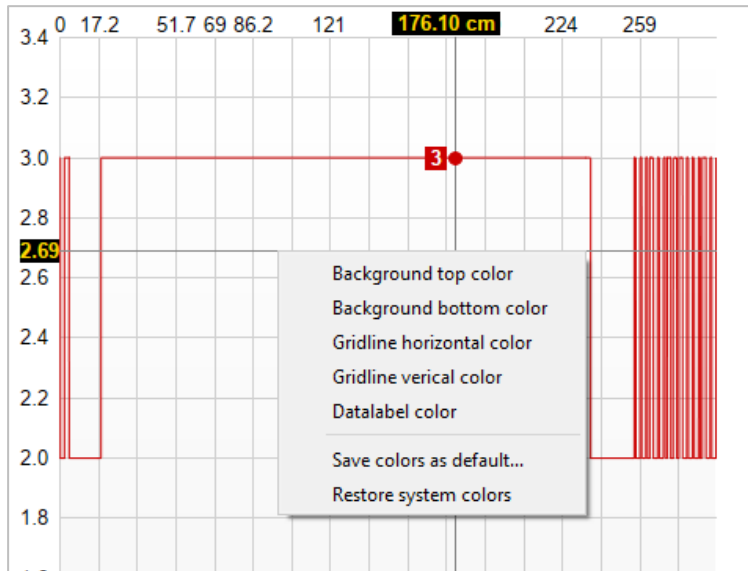 0 17.2 51.7 69 86.2 121 176.10 cm 224 259
3.4
3.2
3.0
3
2.8
2.69
2.6
2.4
2.2
2.0
1.8
Background top color
Background bottom color
Gridline horizontal color
Gridline verical color
Datalabel color
Save colors as default...
Restore system colors